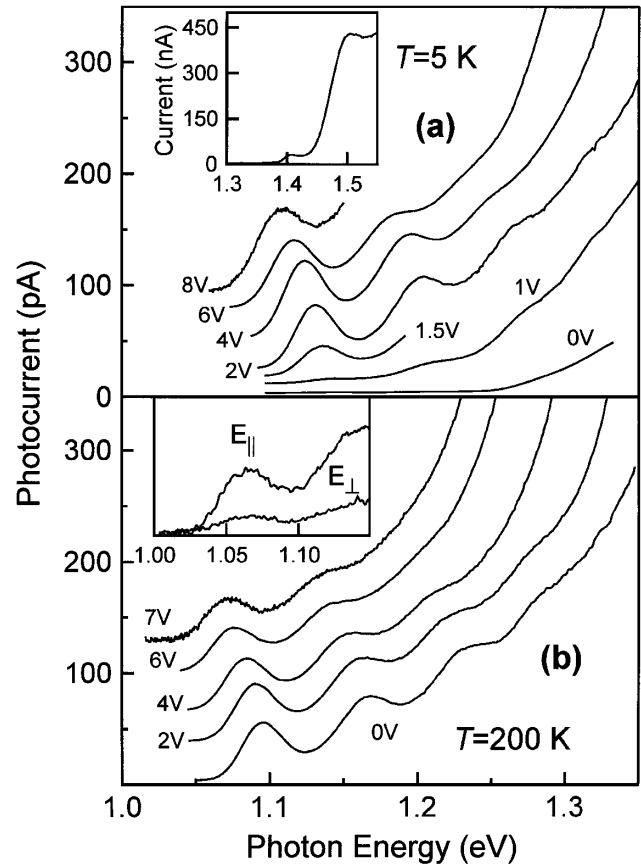 Photocurrent (pA)
300
200
100
0
Current (nA)
450
300
150
0
1.3 1.4 1.5
T=5 K
(a)
8V
6V
4V
2V
1.5V
1V
0V
300
200
100
E||
E⊥
1.00 1.05 1.10
7V
6V
4V
2V
0V
(b)
T=200 K
1.0 1.1 1.2 1.3
Photon Energy (eV)